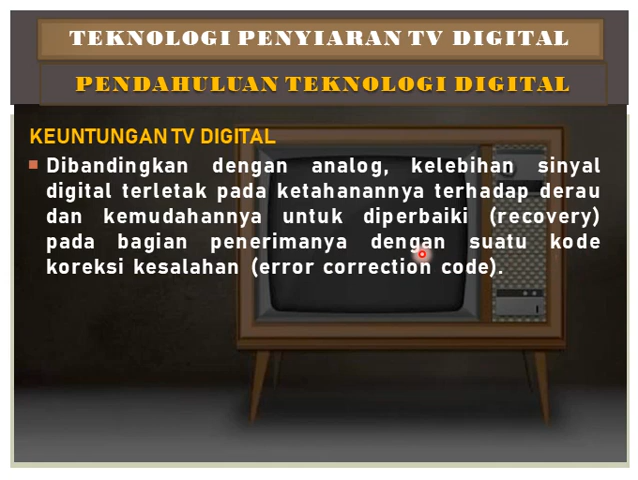 TEKNOLOGI PENYIARAN TV DIGITAL
PENDAHULUAN TEKNOLOGI DIGITAL
KEUNTUNGAN TV DIGITAL
Dibandingkan dengan analog, kelebihan sinyal
digital terletak pada ketahanannya terhadap derau
dan kemudahannya untuk diperbaiki (recovery)
pada bagian penerimanya dengan suatu kode
koreksi kesalahan (error correction code).